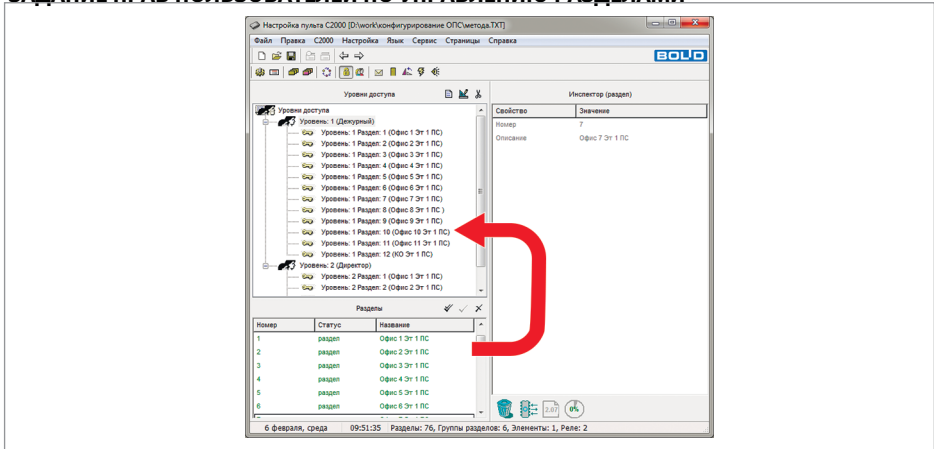 ЗАДАНИЕ ПРАВ ПОЛЬЗОВАТЕЛЕЙ ПО УПРАВЛЕНИЮ РАЗДЕЛАМИ
Настройка пульта С2000 [D:\work\конфигурирование ОПС\метода.TXT]
Файл Правка С2000 Настройка Язык Сервис Страницы Справка
BOLID
Уровни доступа
Уровни доступа
Уровень: 1 (Дежурный)
Уровень: 1 Раздел: 1 (Офис 1 Эт 1 ПС)
Уровень: 1 Раздел: 2 (Офис 2 Эт 1 ПС)
Уровень: 1 Раздел: 3 (Офис 3 Эт 1 ПС)
Уровень: 1 Раздел: 4 (Офис 4 Эт 1 ПС)
Уровень: 1 Раздел: 5 (Офис 5 Эт 1 ПС)
Уровень: 1 Раздел: 6 (Офис 6 Эт 1 ПС)
Уровень: 1 Раздел: 7 (Офис 7 Эт 1 ПС)
Уровень: 1 Раздел: 8 (Офис 8 Эт 1 ПС )
Уровень: 1 Раздел: 9 (Офис 9 Эт 1 ПС)
Уровень: 1 Раздел: 10 (Офис 10 Эт 1 ПС)
Уровень: 1 Раздел: 11 (Офис 11 Эт 1 ПС)
Уровень: 1 Раздел: 12 (КО Эт 1 ПС)
Уровень: 2 (Директор)
Уровень: 2 Раздел: 1 (Офис 1 Эт 1 ПС)
Уровень: 2 Раздел: 2 (Офис 2 Эт 1 ПС)
Инспектор (раздел)
Свойство Значение
Номер 7
Описание Офис 7 Эт 1 ПС
Разделы
Номер Статус Название
1 раздел Офис 1 Эт 1 ПС
2 раздел Офис 2 Эт 1 ПС
3 раздел Офис 3 Эт 1 ПС
4 раздел Офис 4 Эт 1 ПС
5 раздел Офис 5 Эт 1 ПС
6 раздел Офис 6 Эт 1 ПС
2.07 0%
6 февраля, среда 09:51:35 Разделы: 76, Группы разделов: 6, Элементы: 1, Реле: 2